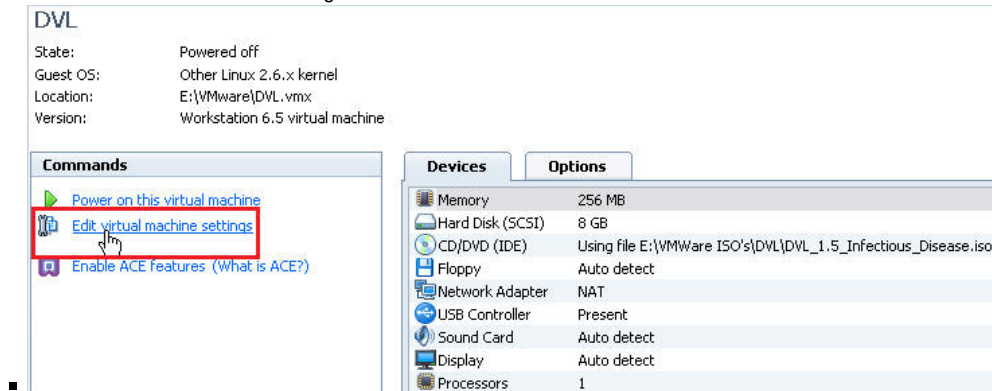 DVL
State: Powered off
Guest OS: Other Linux 2.6.x kernel
Location: E:\VMware\DVL.vmx
Version: Workstation 6.5 virtual machine
Commands
Power on this virtual machine
Edit virtual machine settings
Enable ACE features (What is ACE?)
Devices Options
Memory 256 MB
Hard Disk (SCSI) 8 GB
CD/DVD (IDE) Using file E:\VMWare ISO's\DVL\DVL_1.5_Infectious_Disease.iso
Floppy Auto detect
Network Adapter NAT
USB Controller Present
Sound Card Auto detect
Display Auto detect
Processors 1